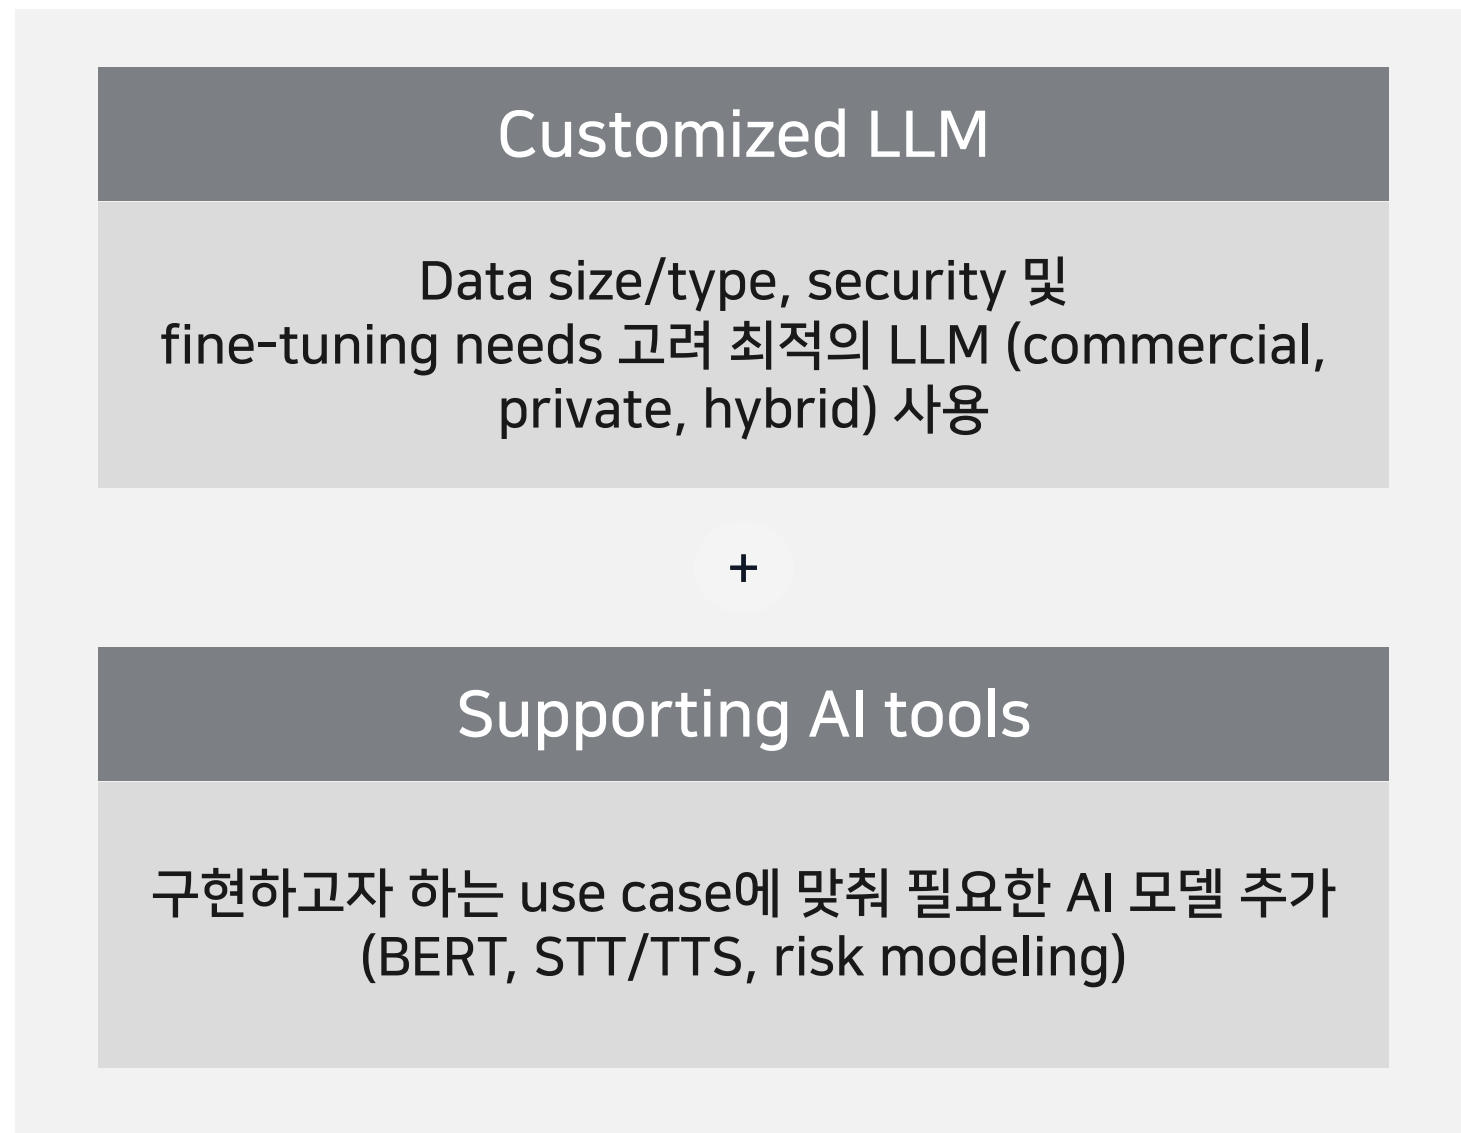 Customized LLM
Data size/type, security 및
fine-tuning needs 고려 최적의 LLM (commercial,
private, hybrid) 사용
+
Supporting AI tools
구현하고자 하는 use case에 맞춰 필요한 AI 모델 추가
(BERT, STT/TTS, risk modeling)